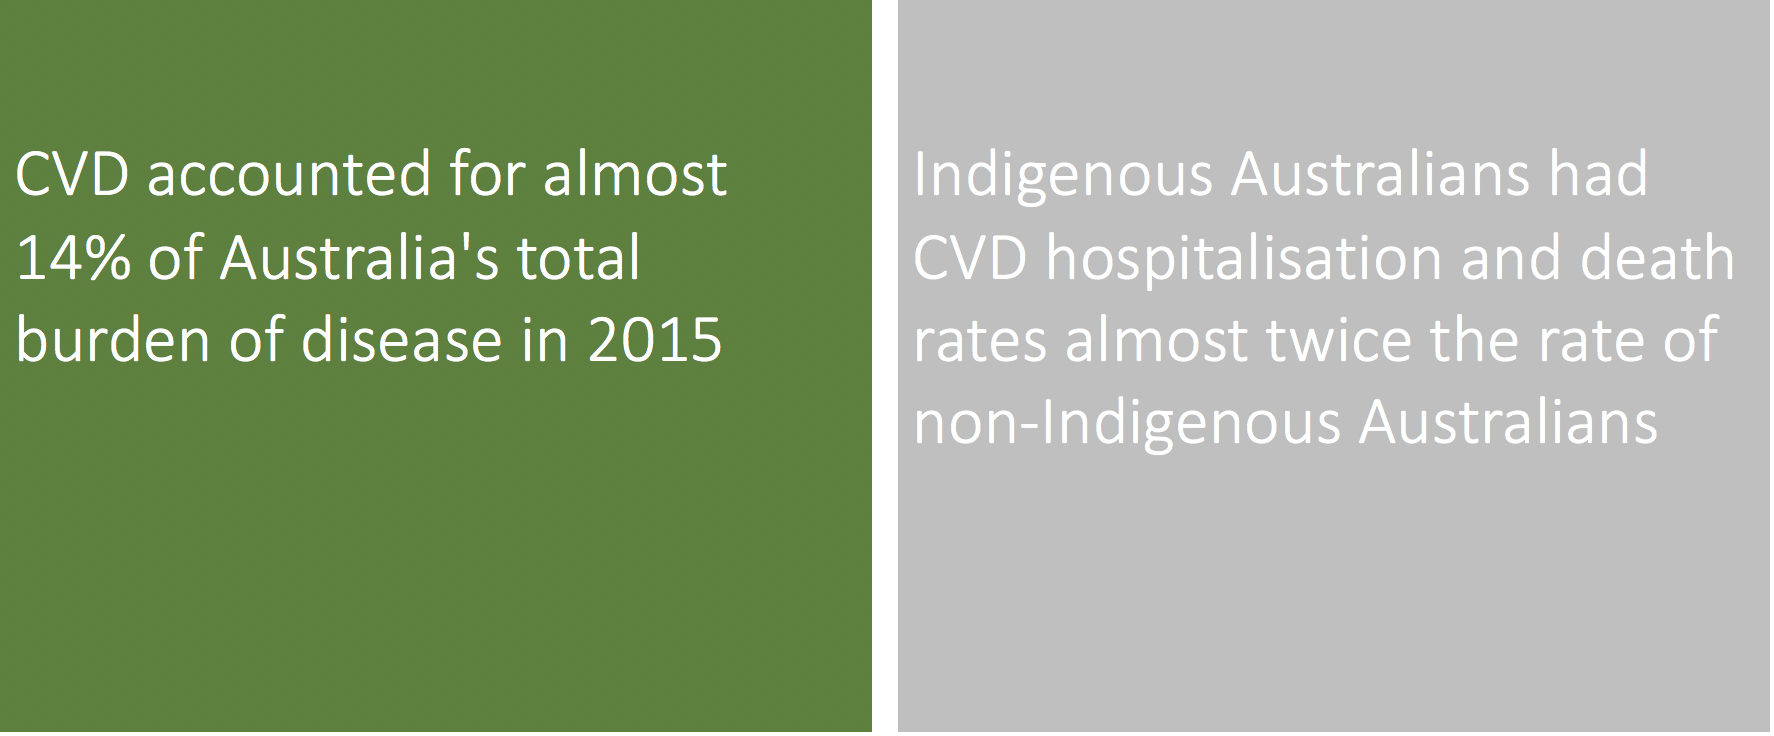 CVD accounted for almost
14% of Australia's total
burden of disease in 2015
Indigenous Australians had
CVD hospitalisation and death
rates almost twice the rate of
non-Indigenous Australians